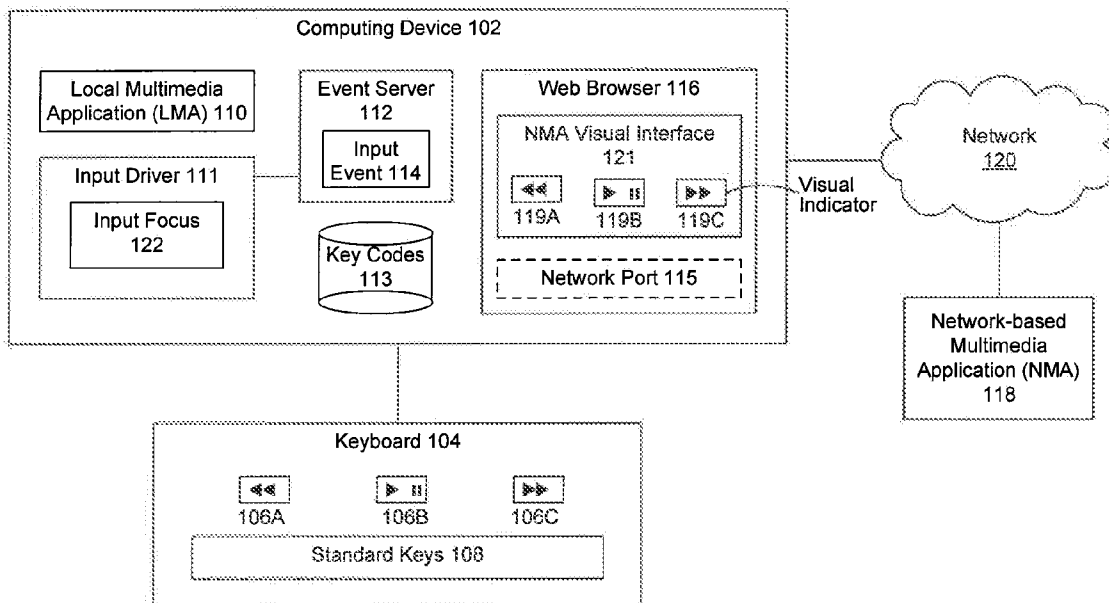 Computing Device 102
Local Multimedia
Application (LMA) 110
Event Server
112
Input
Event 114
Input Driver 111
Input Focus
122
Key Codes
113
Web Browser 116
NMA Visual Interface
121
119A
119B
119C
Network Port 115
Visual
Indicator
Network
120
Network-based
Multimedia
Application (NMA)
118
Keyboard 104
106A
106B
106C
Standard Keys 108